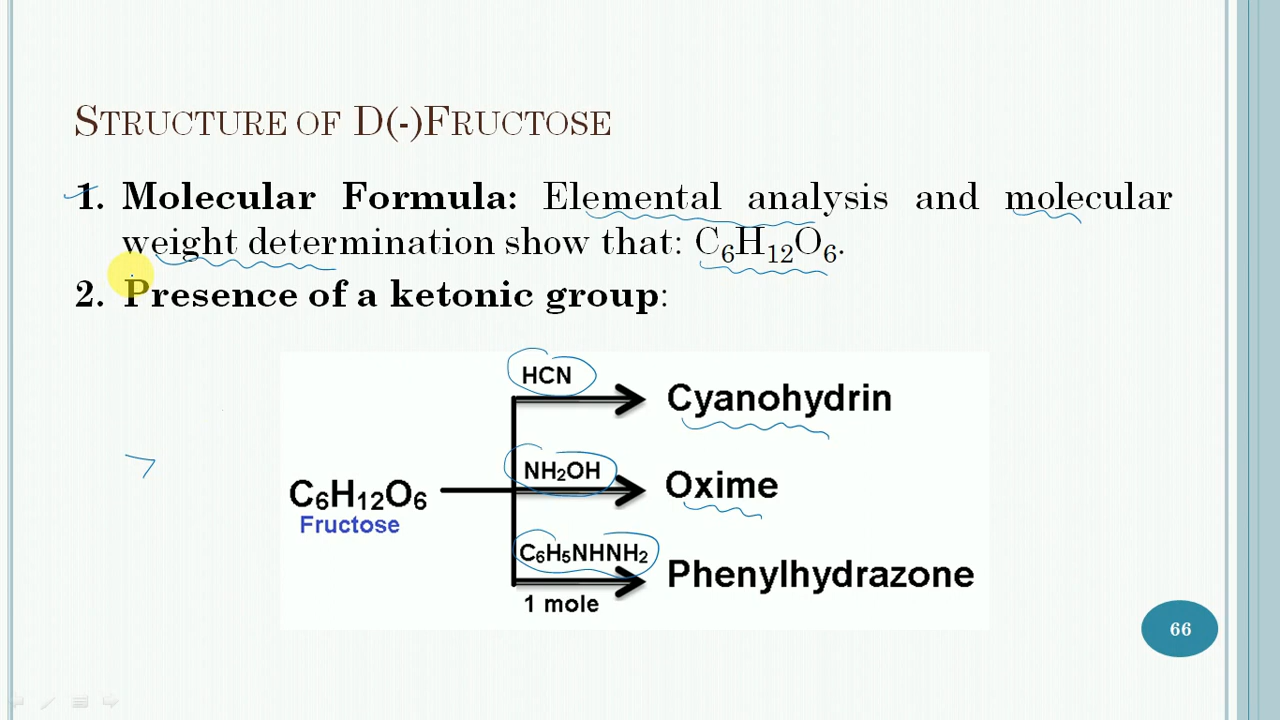 STRUCTURE OF D(-)FRUCTOSE
1. Molecular Formula: Elemental analysis and molecular
weight determination show that: C₆H₁₂O₆.
2. Presence of a ketonic group:
HCN
Cyanohydrin
NH₂OH
Oxime
C₆H₁₂O₆
Fructose
C₆H₅NHNH₂
Phenylhydrazone
1 mole
66